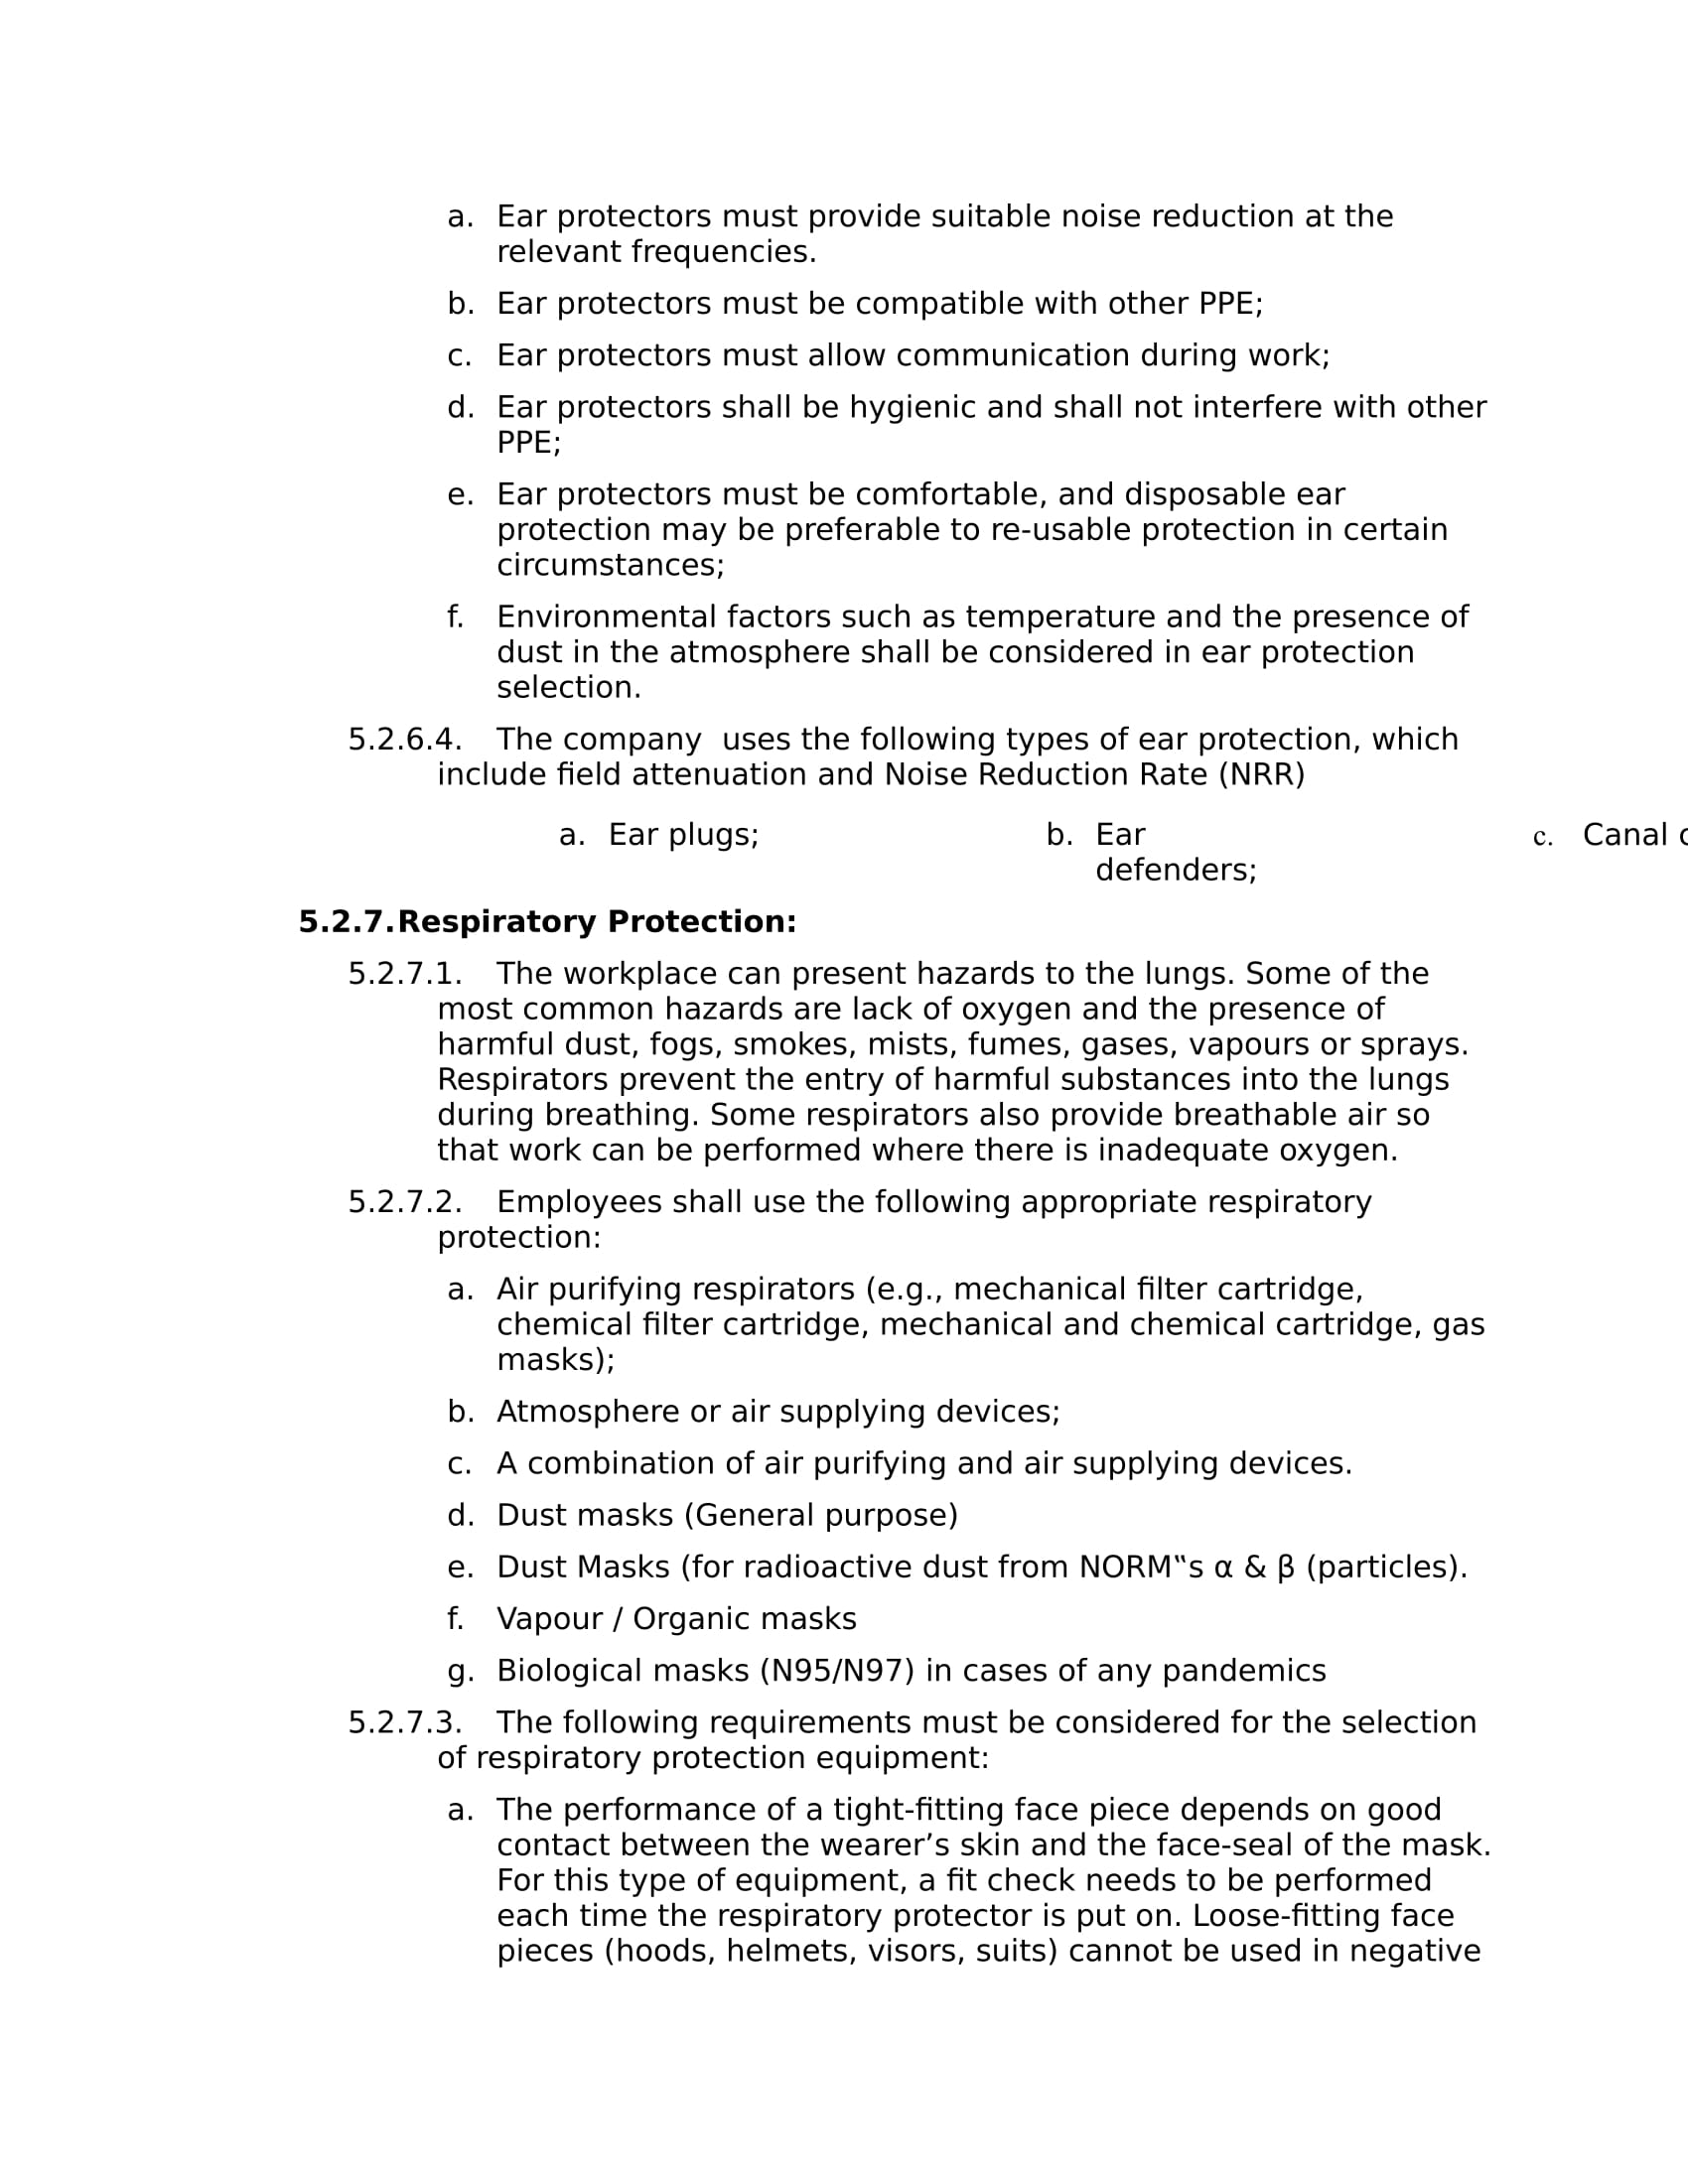 a. Ear protectors must provide suitable noise reduction at the
relevant frequencies.
b. Ear protectors must be compatible with other PPE;
c. Ear protectors must allow communication during work;
d. Ear protectors shall be hygienic and shall not interfere with other
PPE;
e. Ear protectors must be comfortable, and disposable ear
protection may be preferable to re-usable protection in certain
circumstances;
f. Environmental factors such as temperature and the presence of
dust in the atmosphere shall be considered in ear protection
selection.
5.2.6.4. The company  uses the following types of ear protection, which
include field attenuation and Noise Reduction Rate (NRR)
a. Ear plugs; b. Ear c. Canal
defenders;
5.2.7. Respiratory Protection:
5.2.7.1. The workplace can present hazards to the lungs. Some of the
most common hazards are lack of oxygen and the presence of
harmful dust, fogs, smokes, mists, fumes, gases, vapours or sprays.
Respirators prevent the entry of harmful substances into the lungs
during breathing. Some respirators also provide breathable air so
that work can be performed where there is inadequate oxygen.
5.2.7.2. Employees shall use the following appropriate respiratory
protection:
a. Air purifying respirators (e.g., mechanical filter cartridge,
chemical filter cartridge, mechanical and chemical cartridge, gas
masks);
b. Atmosphere or air supplying devices;
c. A combination of air purifying and air supplying devices.
d. Dust masks (General purpose)
e. Dust Masks (for radioactive dust from NORM‟s α & β (particles).
f. Vapour / Organic masks
g. Biological masks (N95/N97) in cases of any pandemics
5.2.7.3. The following requirements must be considered for the selection
of respiratory protection equipment:
a. The performance of a tight-fitting face piece depends on good
contact between the wearer’s skin and the face-seal of the mask.
For this type of equipment, a fit check needs to be performed
each time the respiratory protector is put on. Loose-fitting face
pieces (hoods, helmets, visors, suits) cannot be used in negative